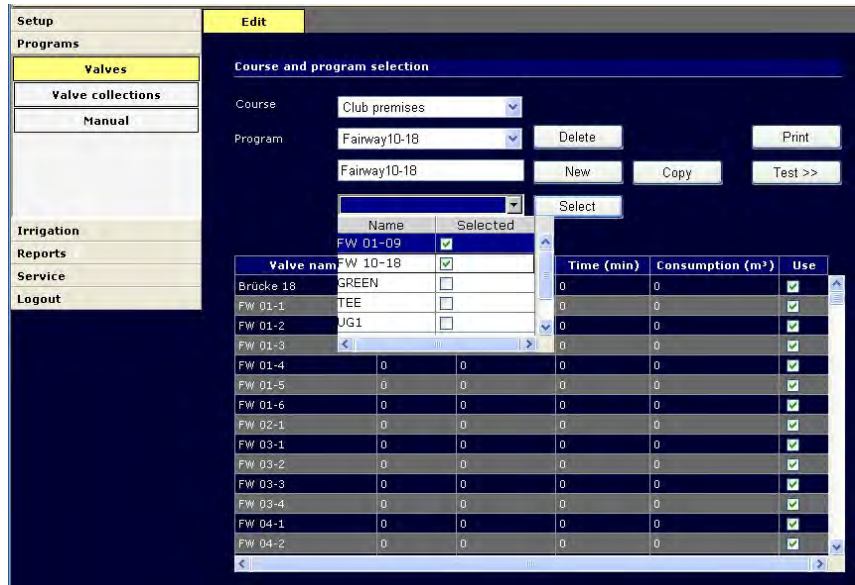 Setup
Programs
Valves
Valve collections
Manual
Irrigation
Reports
Service
Logout
Edit
Course and program selection
Course Club premises
Program Fairway10-18 Delete Print
Fairway10-18 New Copy Test >>
Select
Name Selected
FW 01-09
FW 10-18
GREEN
TEE
UG1
Valve nam Time (min) Consumption (m³) Use
Brücke 18 0 0
FW 01-1 0 0
FW 01-2 0 0
FW 01-3 0 0
FW 01-4 0 0 0 0
FW 01-5 0 0 0 0
FW 01-6 0 0 0 0
FW 02-1 0 0 0 0
FW 03-1 0 0 0 0
FW 03-2 0 0 0 0
FW 03-3 0 0 0 0
FW 03-4 0 0 0 0
FW 04-1 0 0 0 0
FW 04-2 0 0 0 0